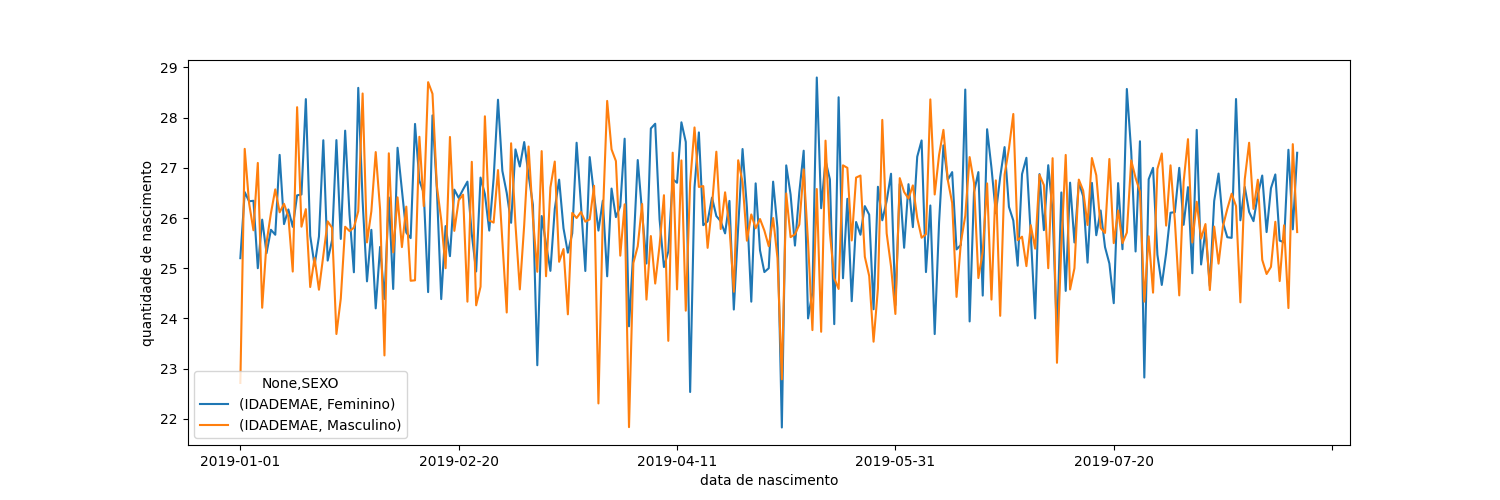 29
28
27
26
25
24
23
22
quantidade de nascimento
None,SEXO
(IDADEMAE, Feminino)
(IDADEMAE, Masculino)
2019-01-01
2019-02-20
2019-04-11
2019-05-31
2019-07-20
data de nascimento